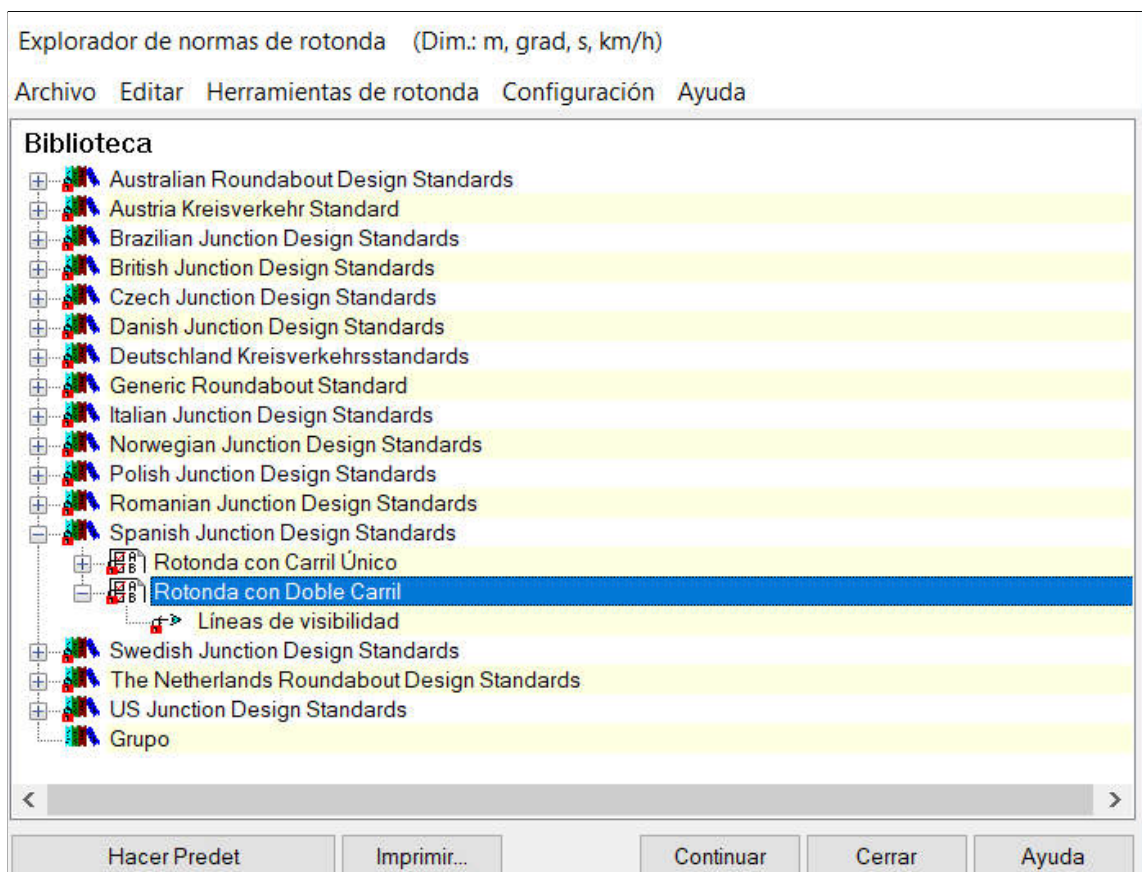 Explorador de normas de rotonda (Dim.: m, grad, s, km/h)
Archivo Editar Herramientas de rotonda Configuración Ayuda
Biblioteca
Australian Roundabout Design Standards
Austria Kreisverkehr Standard
Brazilian Junction Design Standards
British Junction Design Standards
Czech Junction Design Standards
Danish Junction Design Standards
Deutschland Kreisverkehrsstandards
Generic Roundabout Standard
Italian Junction Design Standards
Norwegian Junction Design Standards
Polish Junction Design Standards
Romanian Junction Design Standards
Spanish Junction Design Standards
Rotonda con Carril Único
Rotonda con Doble Carril
Líneas de visibilidad
Swedish Junction Design Standards
The Netherlands Roundabout Design Standards
US Junction Design Standards
Grupo
Hacer Predet Imprimir... Continuar Cerrar Ayuda